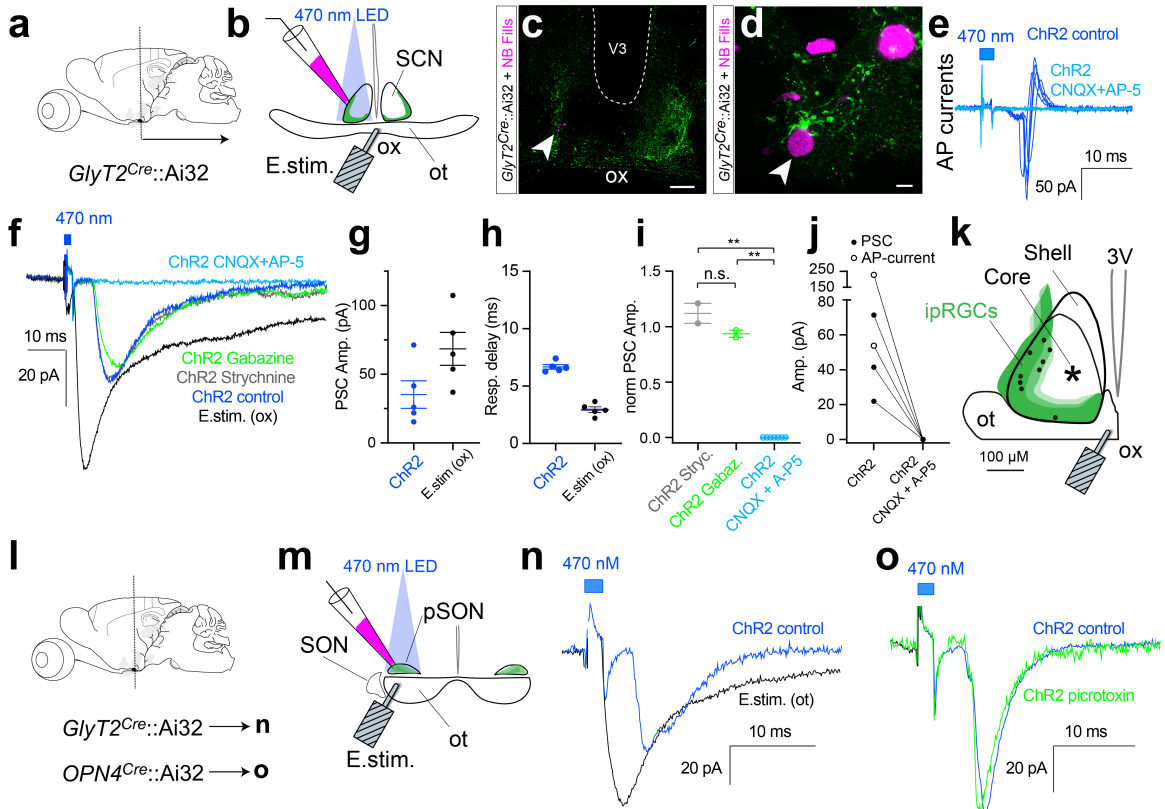 a
GlyT2Cre::Ai32
b
470 nm LED
SCN
E.stim.
ox
ot
c
GlyT2Cre::Ai32 + NB Fills
V3
ox
d
GlyT2Cre::Ai32 + NB Fills
e
AP currents
470 nm
ChR2 control
ChR2
CNQX+AP-5
10 ms
50 pA
f
470 nm
ChR2 CNQX+AP-5
10 ms
20 pA
ChR2 Gabazine
ChR2 Strychnine
ChR2 control
E.stim. (ox)
g
PSC Amp. (pA)
100
50
0
ChR2
E.stim (ox)
h
Resp. delay (ms)
15
10
5
0
ChR2
E.stim (ox)
i
norm PSC Amp.
1.5
1.0
0.5
0.0
**
**
n.s.
ChR2 Stryc.
ChR2 Gabaz.
ChR2
CNQX + A-P5
j
PSC
AP-current
Amp. (pA)
250
150
80
60
40
20
0
ChR2
ChR2
CNQX + A-P5
k
Shell
Core
3V
ipRGCs
*
ot
ox
100 µM
l
GlyT2Cre::Ai32 → n
OPN4Cre::Ai32 → o
m
470 nm LED
pSON
SON
E.stim.
ot
n
470 nM
ChR2 control
E.stim. (ot)
10 ms
20 pA
o
470 nM
ChR2 control
ChR2 picrotoxin
10 ms
20 pA